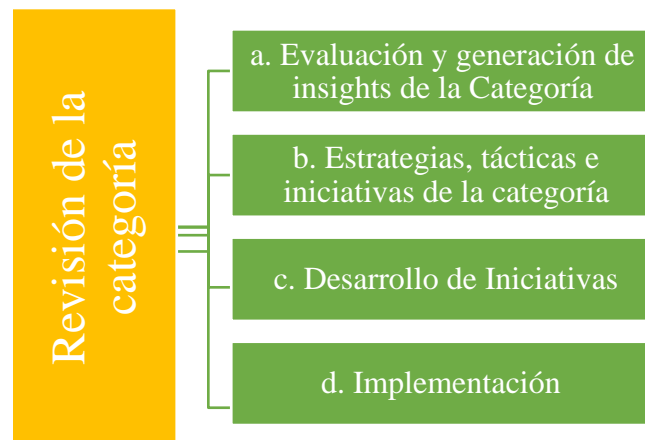 Revisión de la
categoría
a. Evaluación y generación de
insights de la Categoría
b. Estrategias, tácticas e
iniciativas de la categoría
c. Desarrollo de Iniciativas
d. Implementación